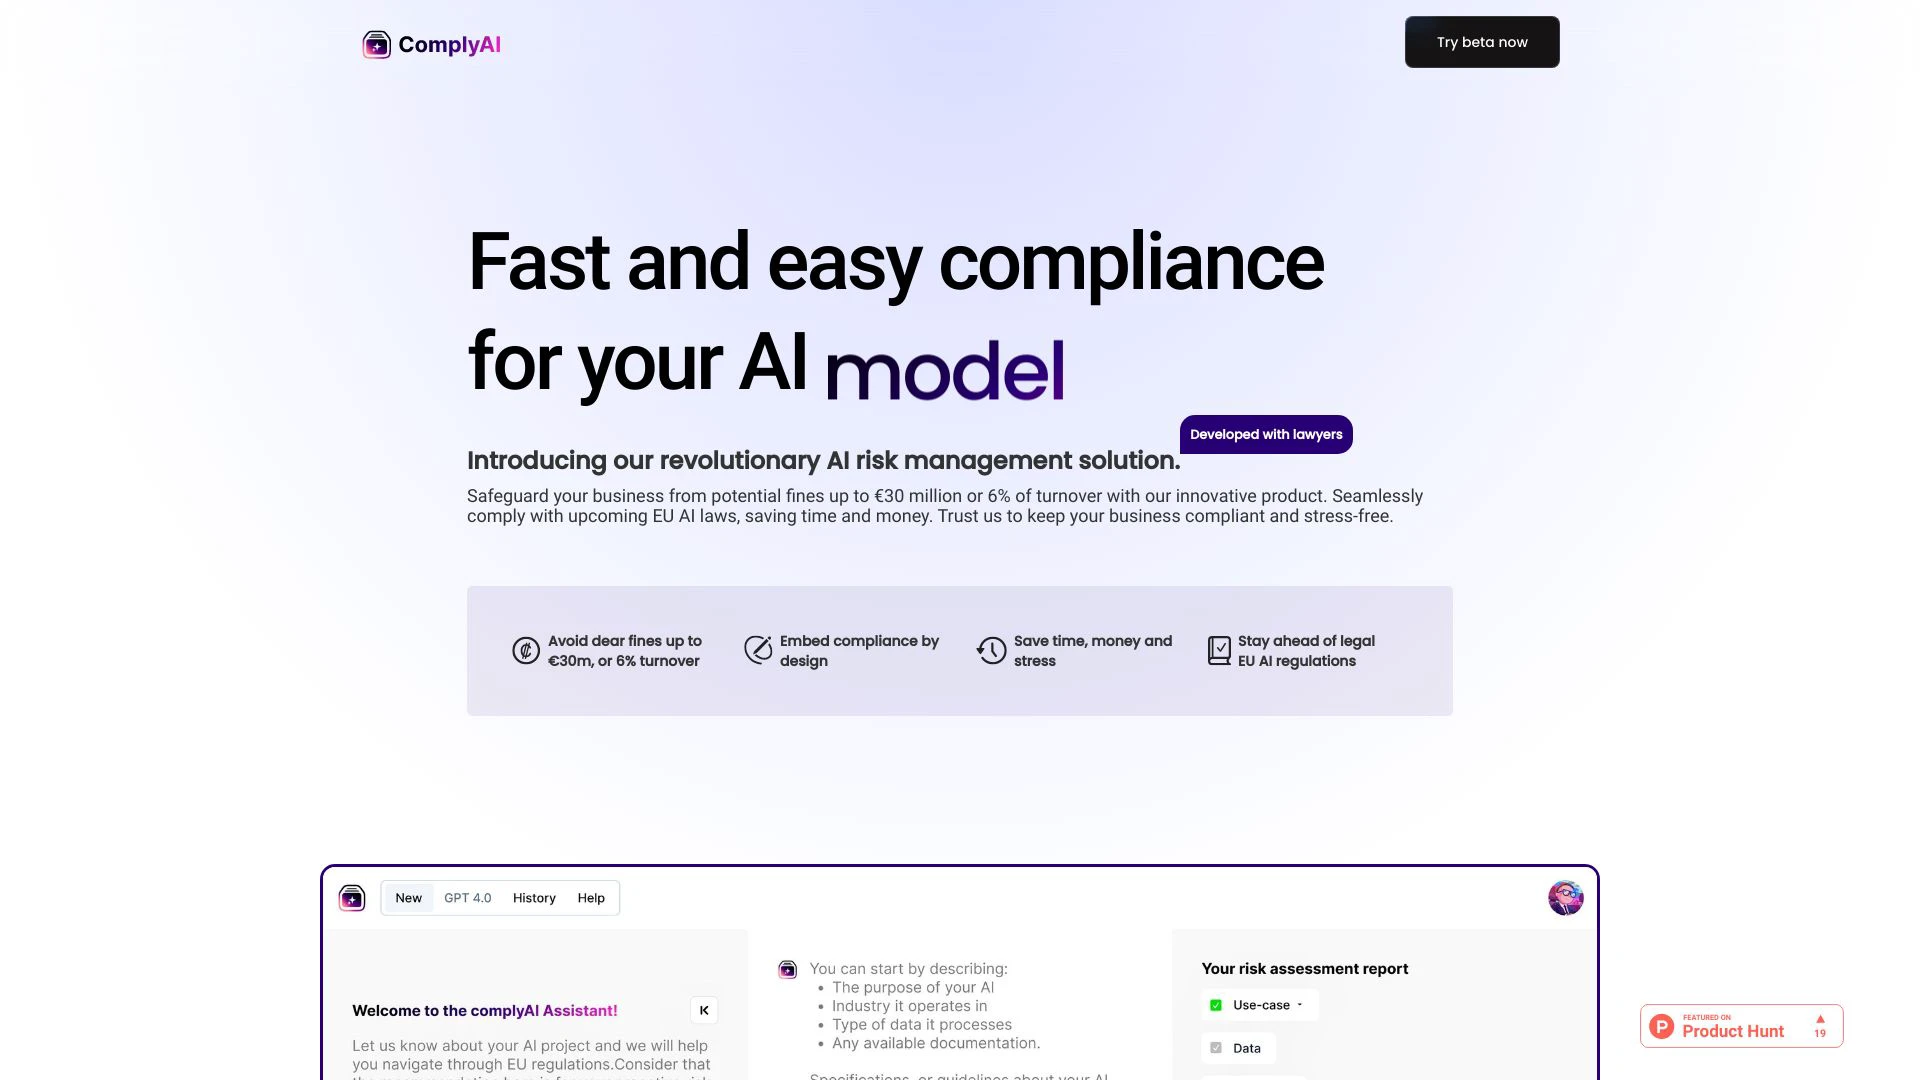 ComplyAI
Try beta now
Fast and easy compliance
for your AI model
Developed with lawyers
Introducing our revolutionary AI risk management solution.
Safeguard your business from potential fines up to €30 million or 6% of turnover with our innovative product. Seamlessly
comply with upcoming EU AI laws, saving time and money. Trust us to keep your business compliant and stress-free.
Avoid dear fines up to
€30m, or 6% turnover
Embed compliance by
design
Save time, money and
stress
Stay ahead of legal
EU AI regulations
New
GPT 4.0
History
Help
Welcome to the complyAI Assistant!
Let us know about your AI project and we will help
you navigate through EU regulations.Consider that
You can start by describing:
• The purpose of your AI
• Industry it operates in
• Type of data it processes
• Any available documentation.
Specifications, or guidelines about your AI
Your risk assessment report
Use-case
Data
FEATURED ON
Product Hunt
19